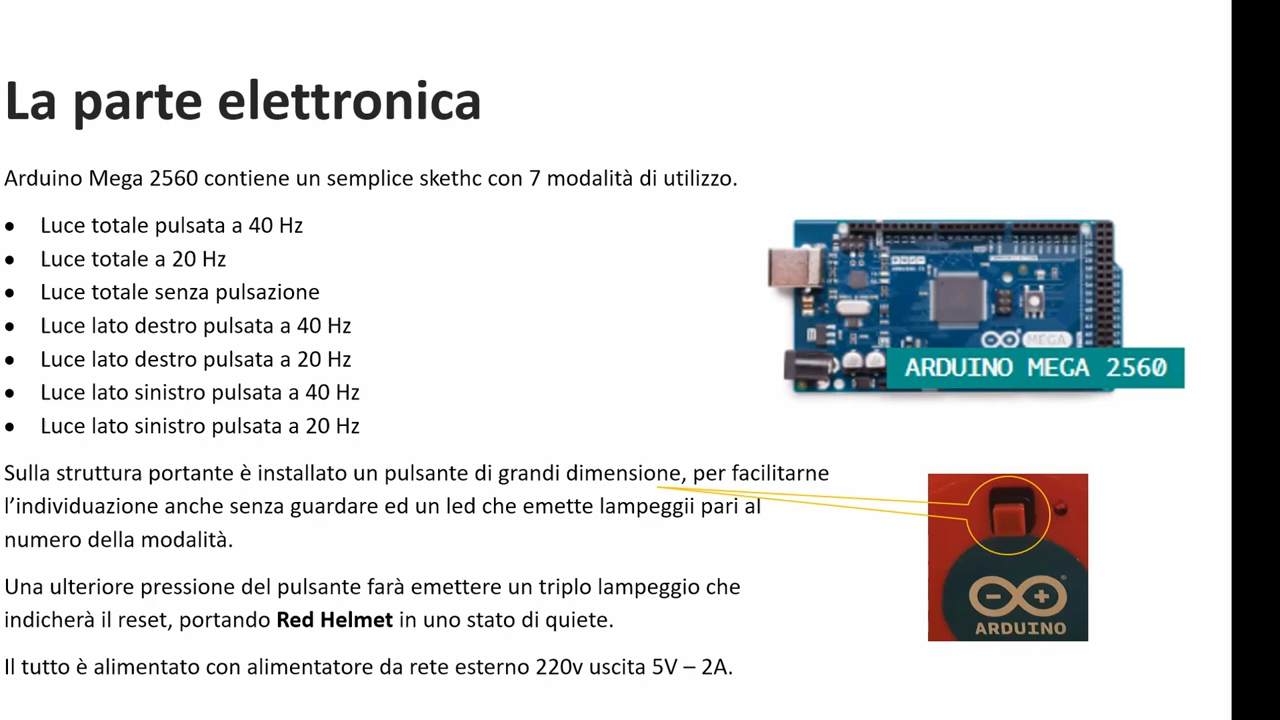 La parte elettronica
Arduino Mega 2560 contiene un semplice skethc con 7 modalità di utilizzo.
• Luce totale pulsata a 40 Hz
• Luce totale a 20 Hz
• Luce totale senza pulsazione
• Luce lato destro pulsata a 40 Hz
• Luce lato destro pulsata a 20 Hz
• Luce lato sinistro pulsata a 40 Hz
• Luce lato sinistro pulsata a 20 Hz
MEGA
ARDUINO MEGA 2560
Sulla struttura portante è installato un pulsante di grandi dimensione, per facilitarne
l’individuazione anche senza guardare ed un led che emette lampeggii pari al
numero della modalità.
Una ulteriore pressione del pulsante farà emettere un triplo lampeggio che
indicherà il reset, portando Red Helmet in uno stato di quiete.
ARDUINO
Il tutto è alimentato con alimentatore da rete esterno 220v uscita 5V – 2A.